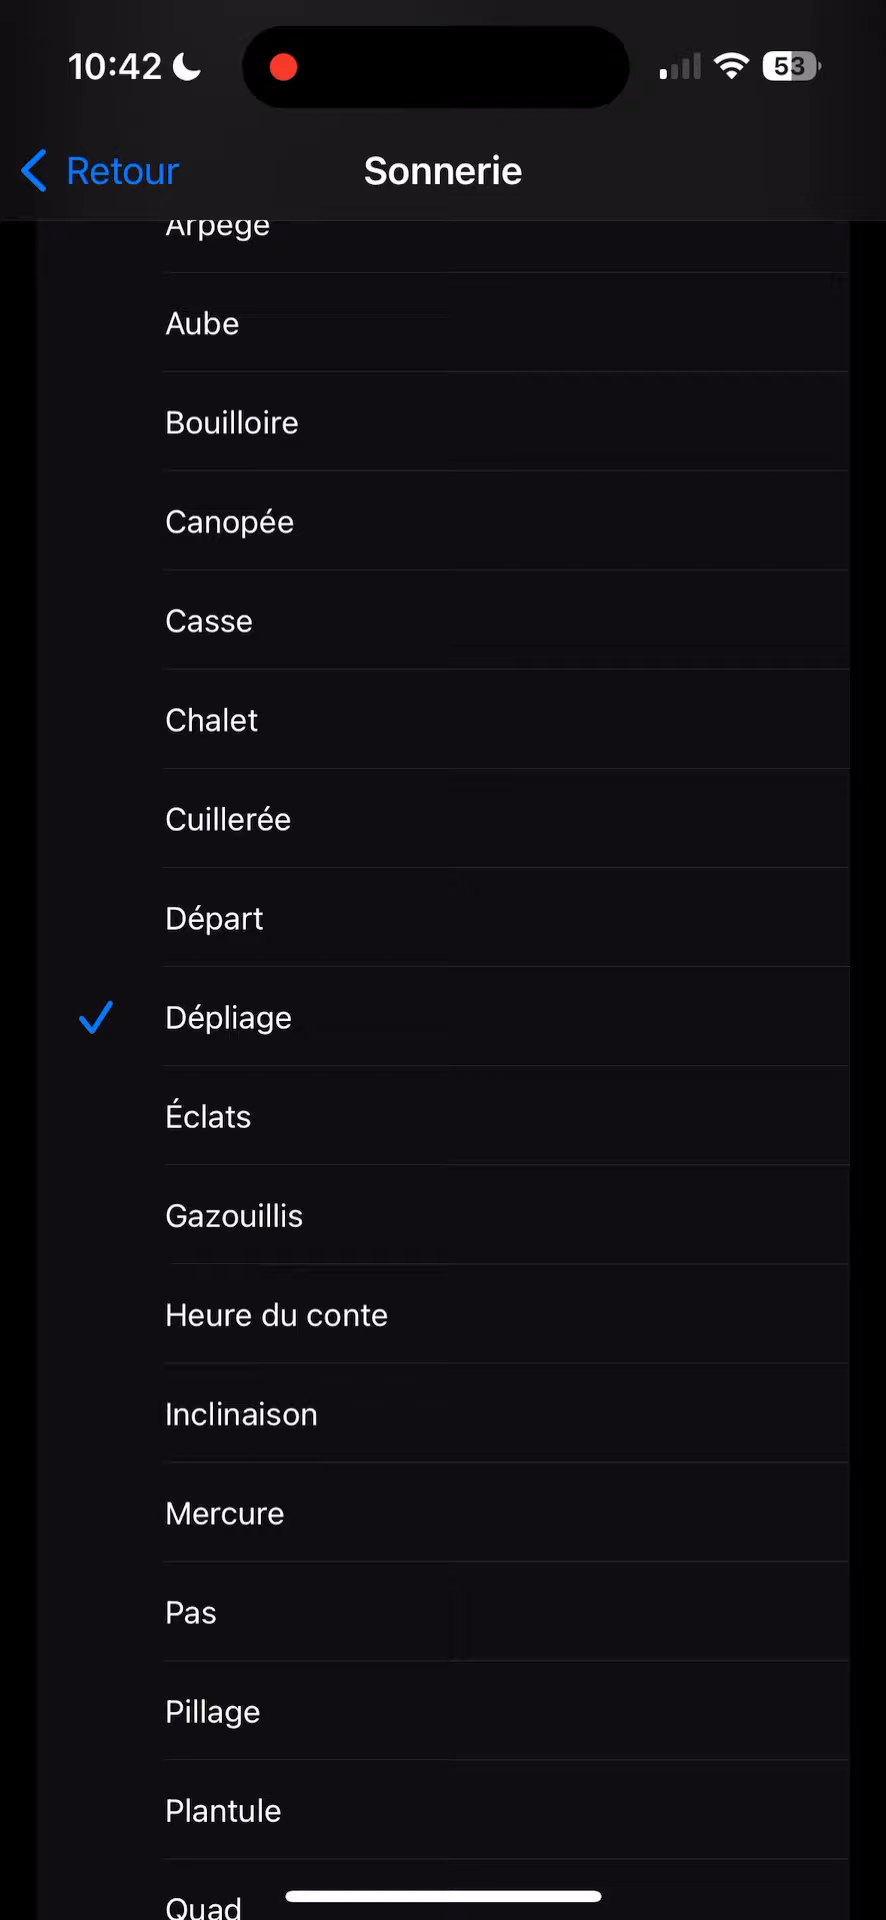 10:42
53
Retour
Sonnerie
Arpège
Aube
Bouilloire
Canopée
Casse
Chalet
Cuillerée
Départ
Dépliage
Éclats
Gazouillis
Heure du conte
Inclinaison
Mercure
Pas
Pillage
Plantule
Quad